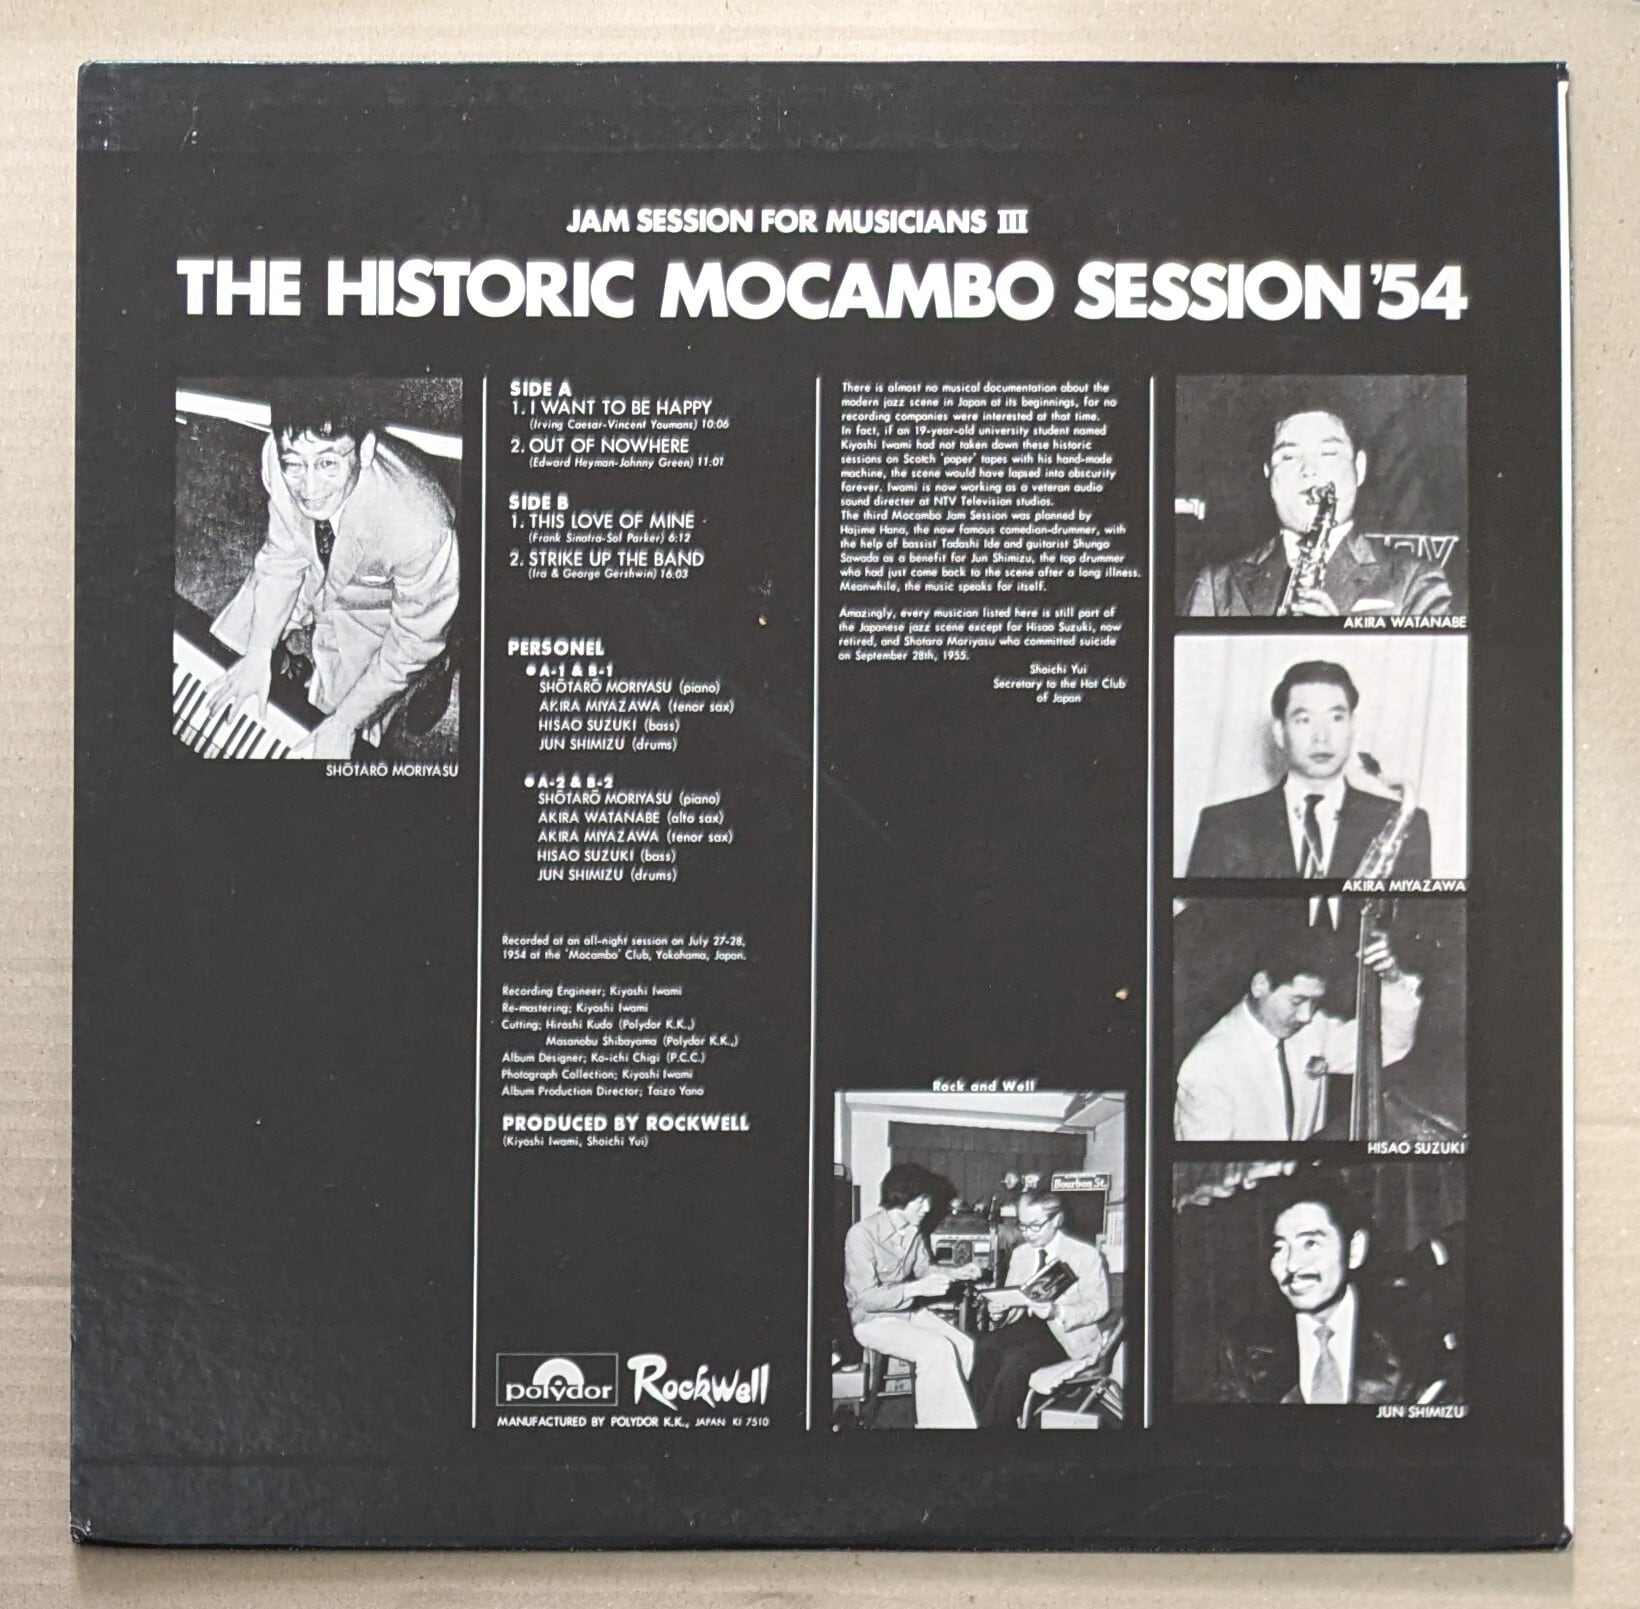 JAM SESSION FOR MUSICIANS III
THE HISTORIC MOCAMBO SESSION '54
SHŌTARŌ MORIYASU
SIDE A
1. I WANT TO BE HAPPY
(Irving Caesar-Vincent Youmans) 10:06
2. OUT OF NOWHERE
(Edward Heyman-Johnny Green) 11:01
SIDE B
1. THIS LOVE OF MINE
(Frank Sinatra-Sol Parker) 6:12
2. STRIKE UP THE BAND
(Ira & George Gershwin) 16:03
PERSONEL
● A-1 & B-1
SHŌTARŌ MORIYASU (piano)
AKIRA MIYAZAWA (tenor sax)
HISAO SUZUKI (bass)
JUN SHIMIZU (drums)
● A-2 & B-2
SHŌTARŌ MORIYASU (piano)
AKIRA WATANABE (alto sax)
AKIRA MIYAZAWA (tenor sax)
HISAO SUZUKI (bass)
JUN SHIMIZU (drums)
Recorded at an all-night session on July 27-28,
1954 at the 'Mocambo' Club, Yokohama, Japan.
Recording Engineer; Kiyoshi Iwami
Re-mastering; Kiyoshi Iwami
Cutting; Hiroshi Kudo (Polydor K.K.,)
Masanobu Shibayama (Polydor K.K.,)
Album Designer; Ko-ichi Chigi (P.C.C.)
Photograph Collection; Kiyoshi Iwami
Album Production Director; Taizo Yano
PRODUCED BY ROCKWELL
(Kiyoshi Iwami, Shoichi Yui)
polydor Rockwell
MANUFACTURED BY POLYDOR K.K., JAPAN KI 7510
There is almost no musical documentation about the
modern jazz scene in Japan at its beginnings, for no
recording companies were interested at that time.
In fact, if an 19-year-old university student named
Kiyoshi Iwami had not taken down these historic
sessions on Scotch 'paper' tapes with his hand-made
machine, the scene would have lapsed into obscurity
forever. Iwami is now working as a veteran audio
sound directer at NTV Television studios.
The third Mocambo Jam Session was planned by
Hajime Hana, the now famous comedian-drummer, with
the help of bassist Tadashi Ide and guitarist Shungo
Sawada as a benefit for Jun Shimizu, the top drummer
who had just come back to the scene after a long illness.
Meanwhile, the music speaks for itself.
Amazingly, every musician listed here is still part of
the Japanese jazz scene except for Hisao Suzuki, now
retired, and Shotaro Moriyasu who committed suicide
on September 28th, 1955.
Shoichi Yui
Secretary to the Hot Club
of Japan
Rock and Well
Bourbon St.
AKIRA WATANABE
AKIRA MIYAZAWA
HISAO SUZUKI
JUN SHIMIZU